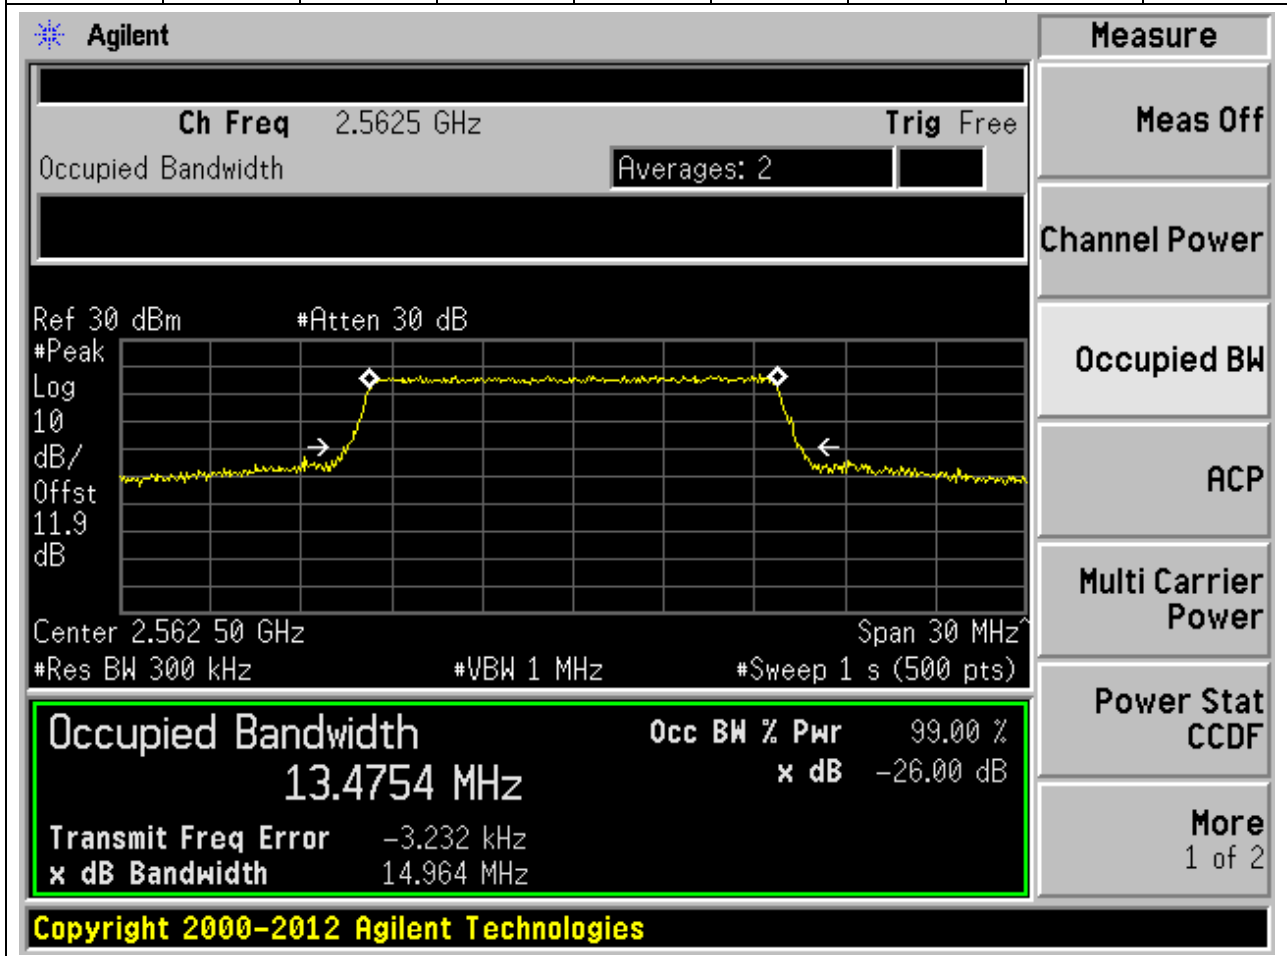 Agilent
Measure
Ch Freq 2.5625 GHz Trig Free
Meas Off
Occupied Bandwidth Averages: 2
Channel Power
Ref 30 dBm #Atten 30 dB
#Peak
Log
10
dB/
Offst
11.9
dB
Occupied BW
ACP
Multi Carrier
Power
Center 2.562 50 GHz Span 30 MHz^
#Res BW 300 kHz #VBW 1 MHz #Sweep 1 s (500 pts)
Power Stat
CCDF
Occupied Bandwidth Occ BW % Pwr 99.00 %
13.4754 MHz x dB -26.00 dB
Transmit Freq Error -3.232 kHz
x dB Bandwidth 14.964 MHz
More
1 of 2
Copyright 2000-2012 Agilent Technologies